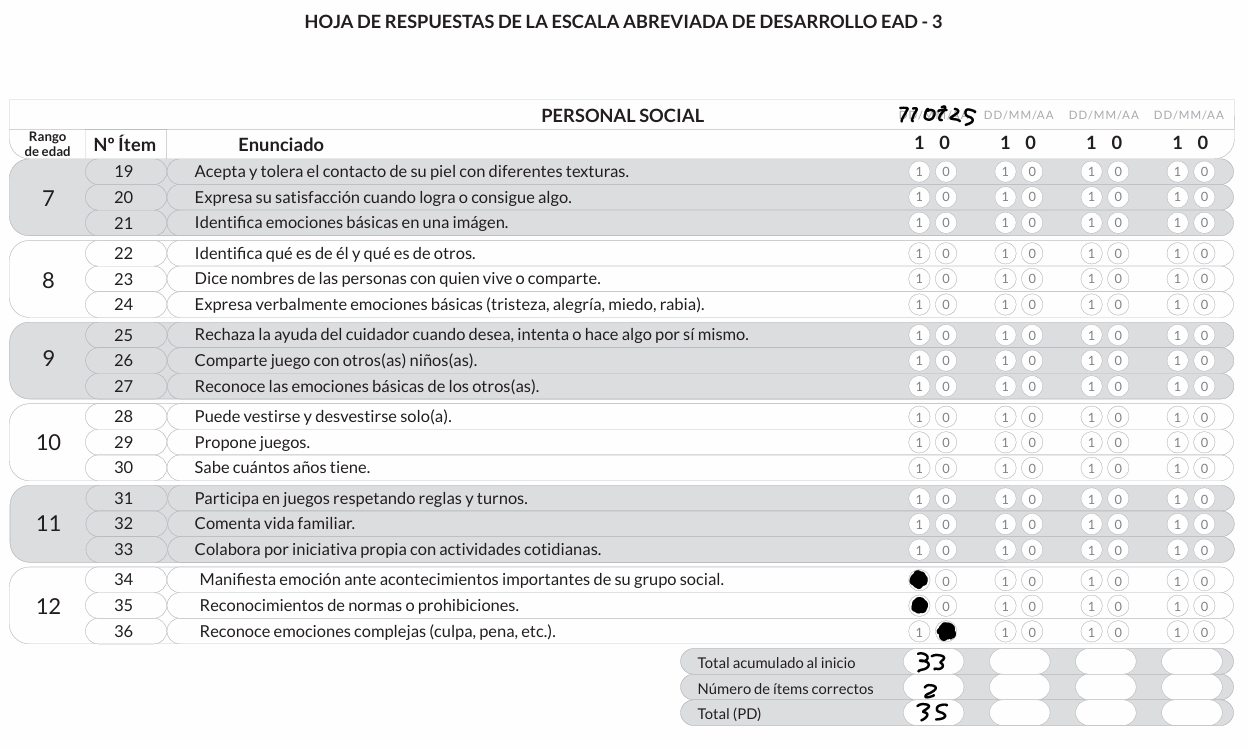 HOJA DE RESPUESTAS DE LA ESCALA ABREVIADA DE DESARROLLO EAD - 3
PERSONAL SOCIAL DD/MM/AA DD/MM/AA DD/MM/AA
Rango de edad Nº Ítem Enunciado 1 0 1 0 1 0 1 0
7
19 Acepta y tolera el contacto de su piel con diferentes texturas. 1 0 1 0 1 0 1 0
20 Expresa su satisfacción cuando logra o consigue algo. 1 0 1 0 1 0 1 0
21 Identifica emociones básicas en una imágen. 1 0 1 0 1 0 1 0
8
22 Identifica qué es de él y qué es de otros. 1 0 1 0 1 0 1 0
23 Dice nombres de las personas con quien vive o comparte. 1 0 1 0 1 0 1 0
24 Expresa verbalmente emociones básicas (tristeza, alegría, miedo, rabia). 1 0 1 0 1 0 1 0
9
25 Rechaza la ayuda del cuidador cuando desea, intenta o hace algo por sí mismo. 1 0 1 0 1 0 1 0
26 Comparte juego con otros(as) niños(as). 1 0 1 0 1 0 1 0
27 Reconoce las emociones básicas de los otros(as). 1 0 1 0 1 0 1 0
10
28 Puede vestirse y desvestirse solo(a). 1 0 1 0 1 0 1 0
29 Propone juegos. 1 0 1 0 1 0 1 0
30 Sabe cuántos años tiene. 1 0 1 0 1 0 1 0
11
31 Participa en juegos respetando reglas y turnos. 1 0 1 0 1 0 1 0
32 Comenta vida familiar. 1 0 1 0 1 0 1 0
33 Colabora por iniciativa propia con actividades cotidianas. 1 0 1 0 1 0 1 0
12
34 Manifiesta emoción ante acontecimientos importantes de su grupo social. 0 1 0 1 0 1 0
35 Reconocimientos de normas o prohibiciones. 0 1 0 1 0 1 0
36 Reconoce emociones complejas (culpa, pena, etc.). 1 1 0 1 0 1 0
Total acumulado al inicio 33
Número de ítems correctos 2
Total (PD) 35